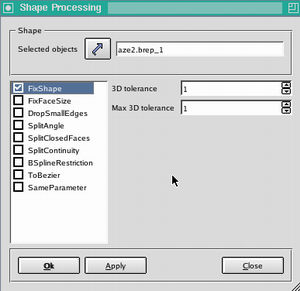 Shape Processing
Shape
Selected objects
aze2.brep_1
FixShape
3D tolerance
1
FixFaceSize
Max 3D tolerance
1
DropSmallEdges
SplitAngle
SplitClosedFaces
SplitContinuity
BSplineRestriction
ToBezier
SameParameter
Ok
Apply
Close